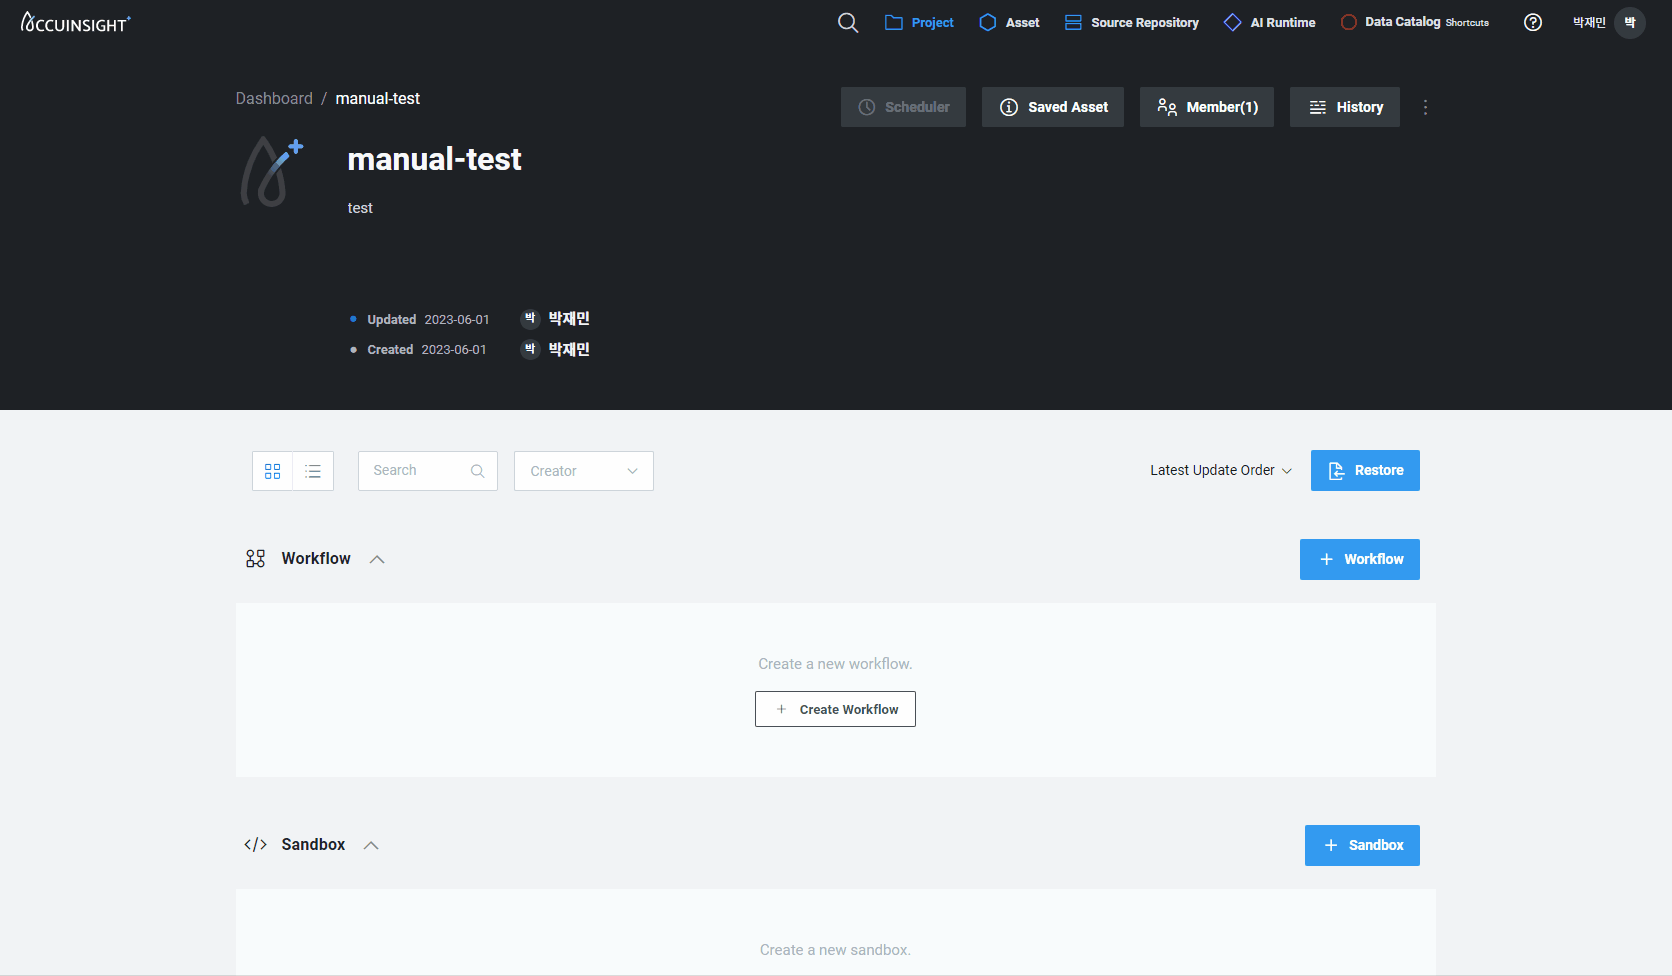 ACCUINSIGHT+
Project
Asset
Source Repository
AI Runtime
Data Catalog Shortcuts
박재민 박
Dashboard / manual-test
Scheduler
Saved Asset
Member(1)
History
manual-test
test
Updated 2023-06-01 박 박재민
Created 2023-06-01 박 박재민
Search
Creator
Latest Update Order
Restore
Workflow
+ Workflow
Create a new workflow.
+ Create Workflow
</> Sandbox
+ Sandbox
Create a new sandbox.